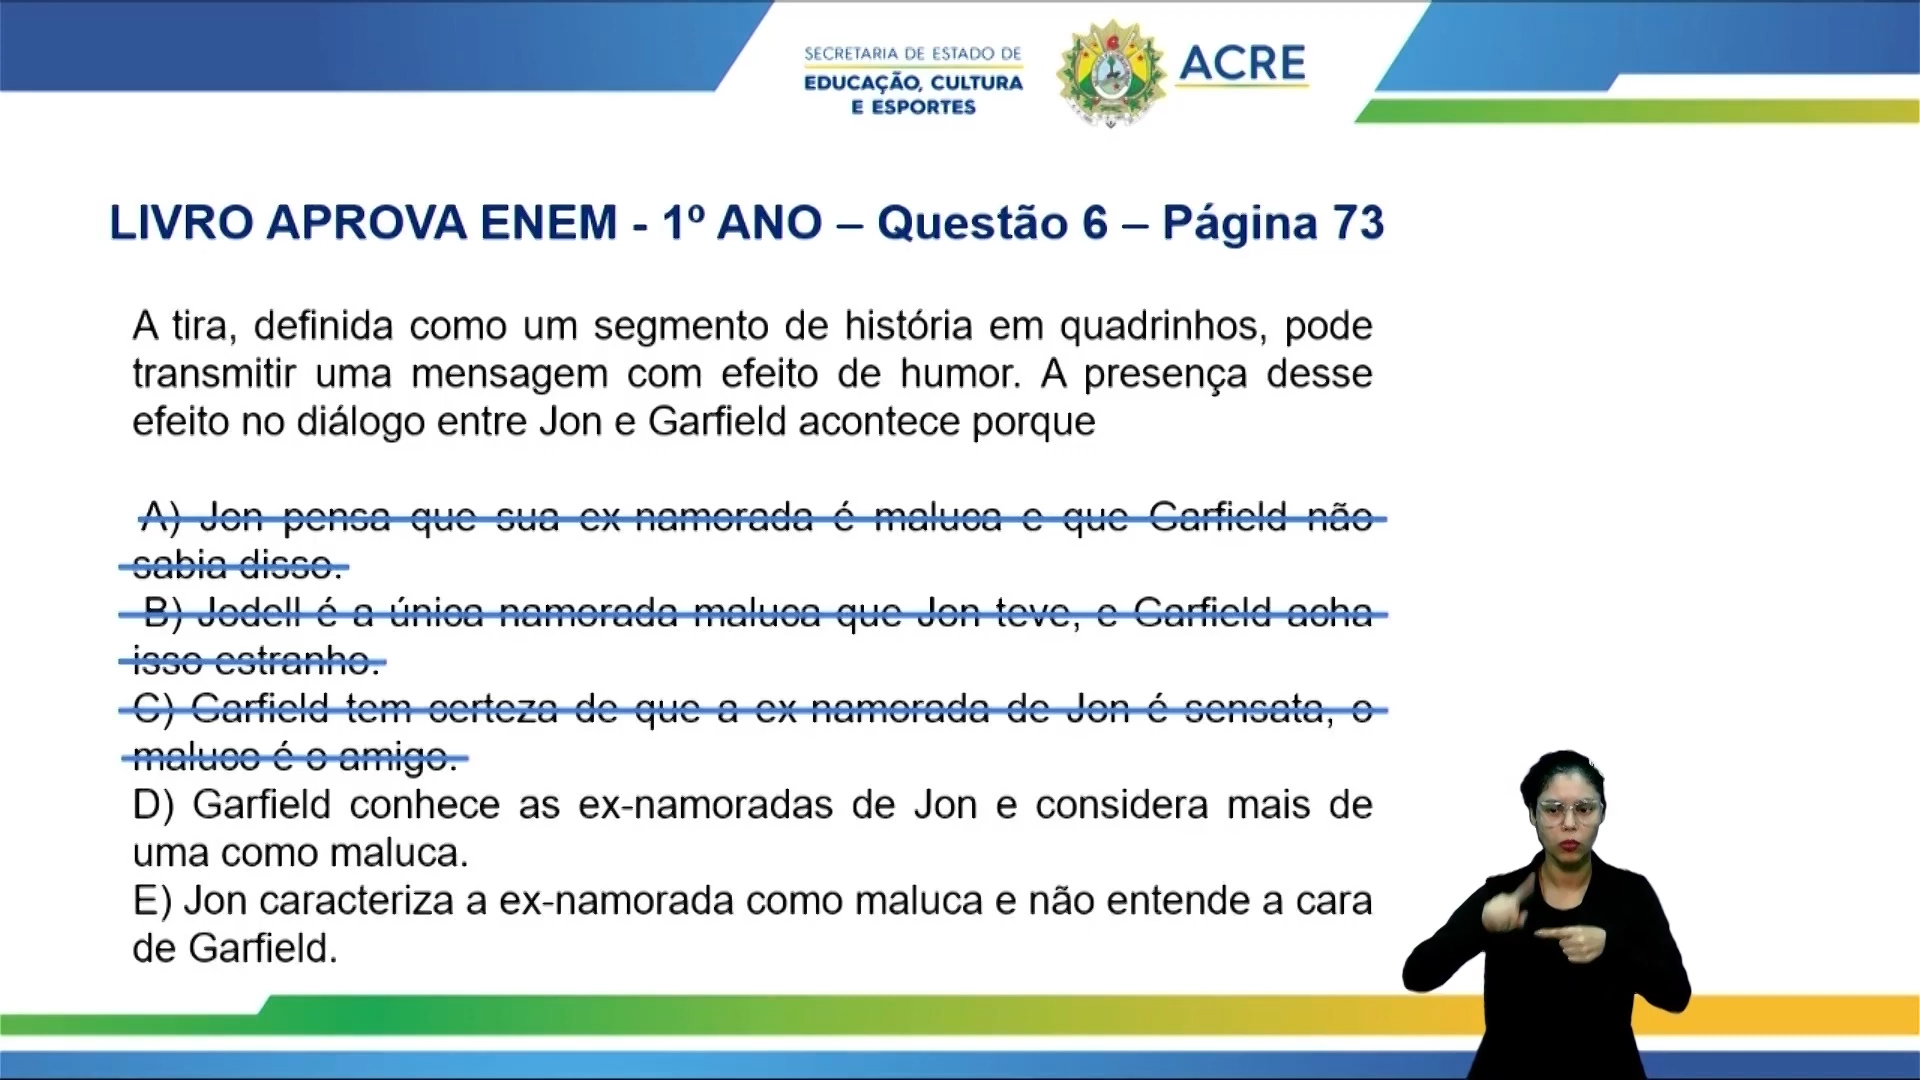 SECRETARIA DE ESTADO DE
EDUCAÇÃO, CULTURA
E ESPORTES
ACRE
LIVRO APROVA ENEM - 1º ANO – Questão 6 – Página 73
A tira, definida como um segmento de história em quadrinhos, pode
transmitir uma mensagem com efeito de humor. A presença desse
efeito no diálogo entre Jon e Garfield acontece porque
A) Jon pensa que sua ex-namorada é maluca e que Garfield não
sabia disso.
B) Jodell é a única namorada maluca que Jon teve, e Garfield acha
isso estranho.
C) Garfield tem certeza de que a ex-namorada de Jon é sensata, o
maluco é o amigo.
D) Garfield conhece as ex-namoradas de Jon e considera mais de
uma como maluca.
E) Jon caracteriza a ex-namorada como maluca e não entende a cara
de Garfield.